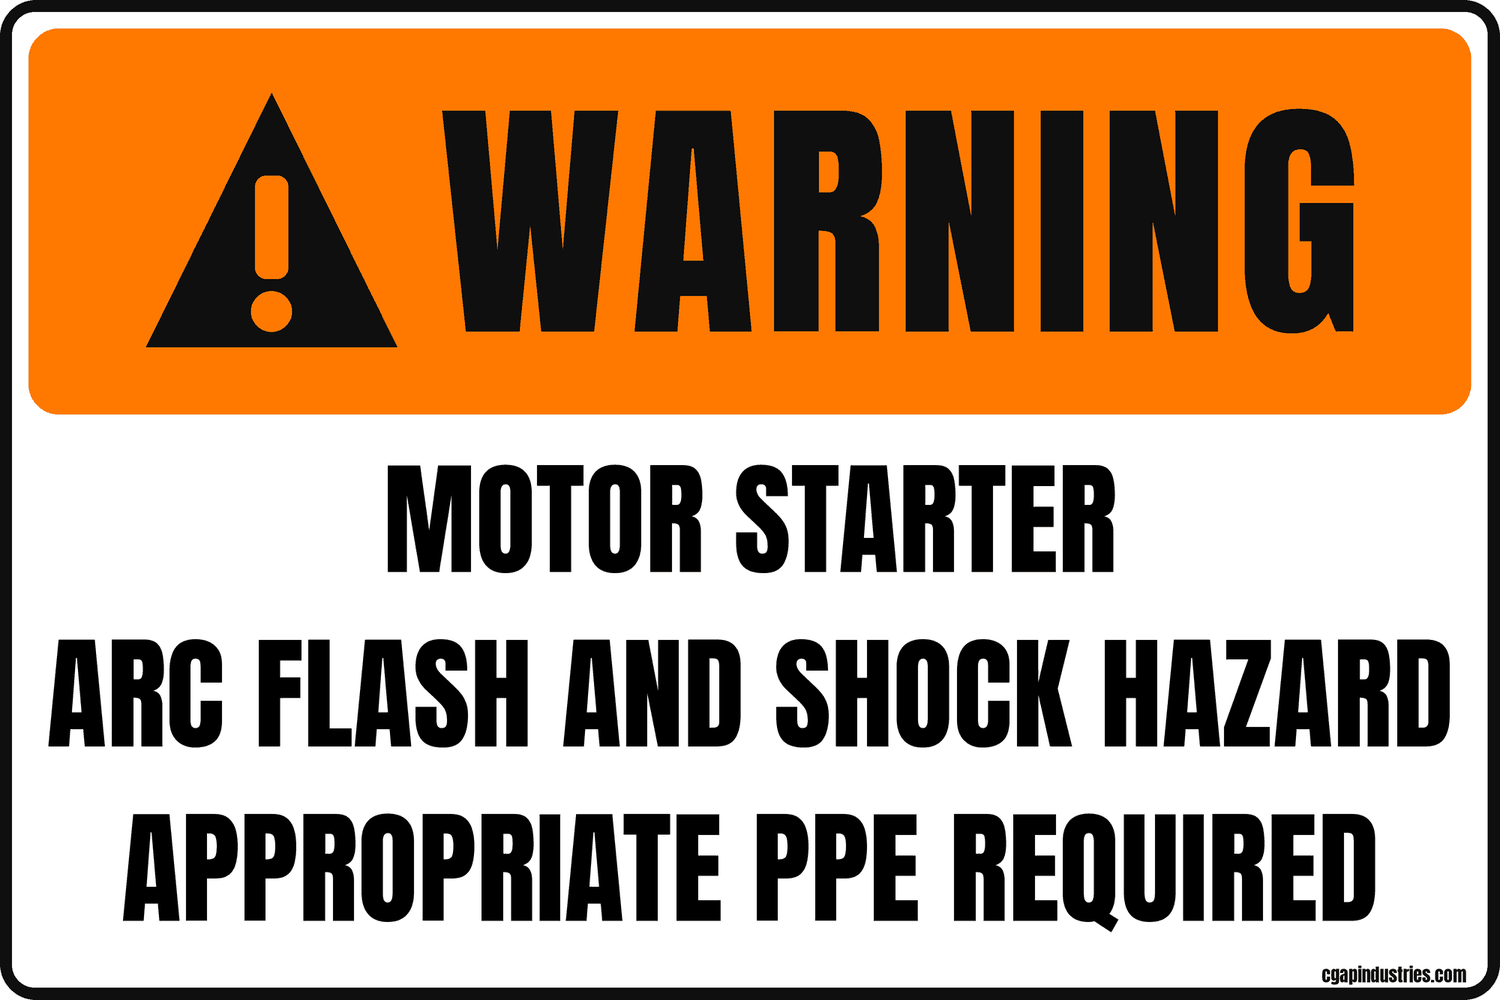 WARNING
MOTOR STARTER
ARC FLASH AND SHOCK HAZARD
APPROPRIATE PPE REQUIRED
cgapindustries.com